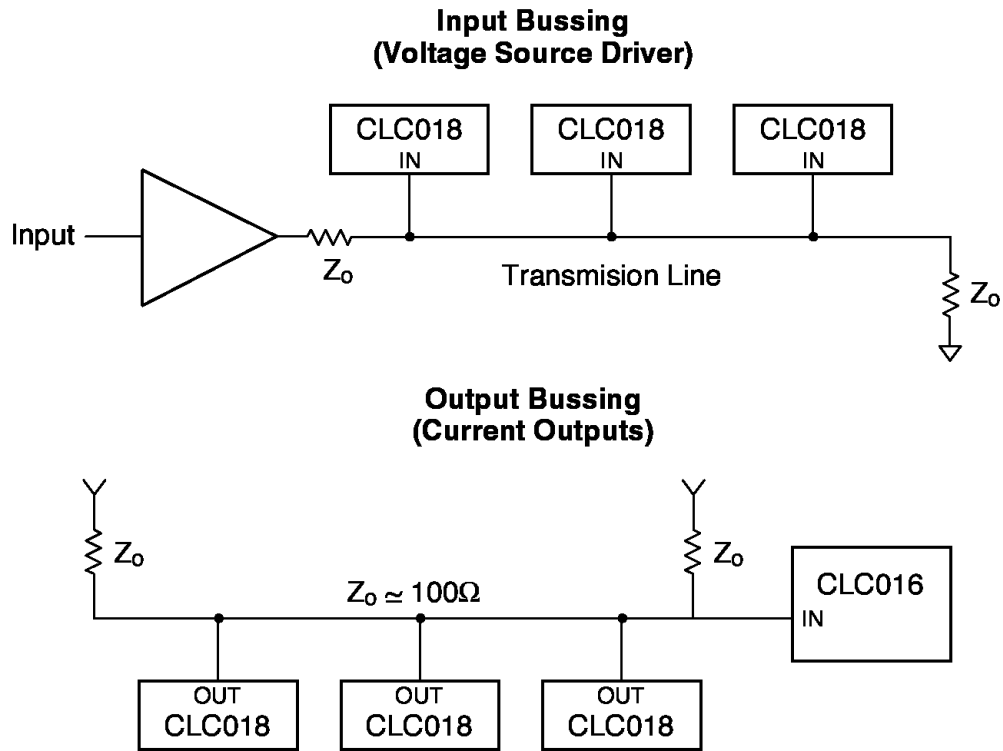 Input Bussing
(Voltage Source Driver)
CLC018
IN
CLC018
IN
CLC018
IN
Input
Zo
Transmision Line
Zo
Output Bussing
(Current Outputs)
Zo
Zo ≃ 100Ω
Zo
CLC016
IN
OUT
CLC018
OUT
CLC018
OUT
CLC018